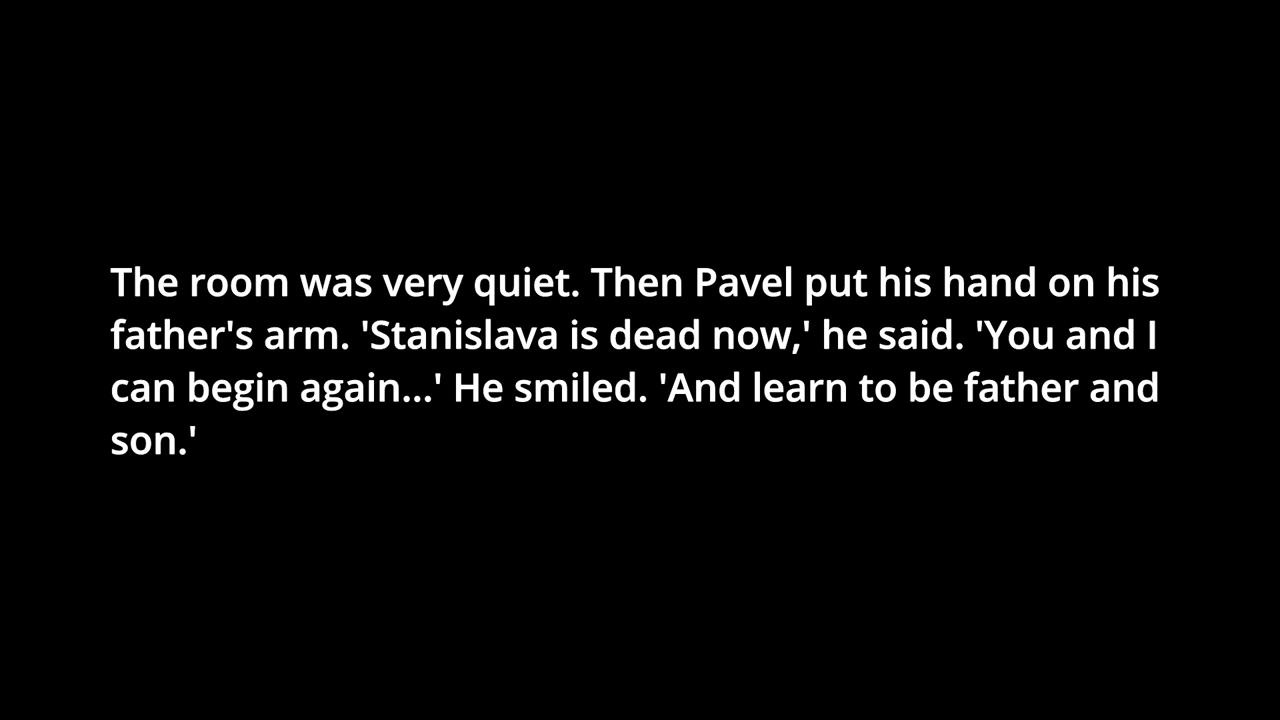 The room was very quiet. Then Pavel put his hand on his
father's arm. 'Stanislava is dead now,' he said. 'You and I
can begin again...' He smiled. 'And learn to be father and
son.'